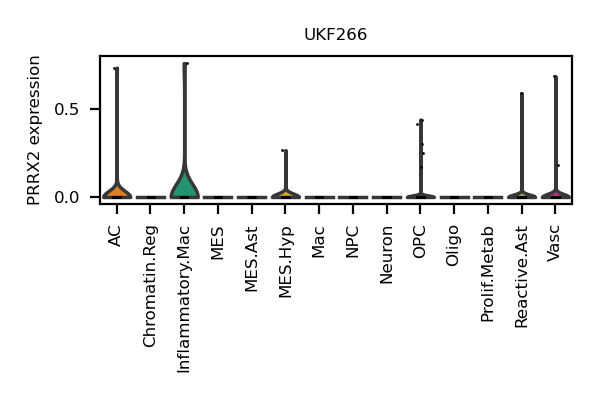 UKF266
PRRX2 expression
0.5
0.0
AC
Chromatin.Reg
Inflammatory.Mac
MES
MES.Ast
MES.Hyp
Mac
NPC
Neuron
OPC
Oligo
Prolif.Metab
Reactive.Ast
Vasc